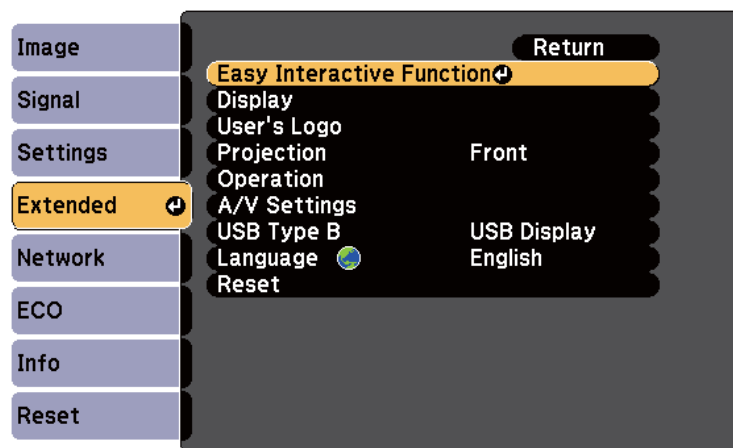 Image
Signal
Settings
Extended
Network
ECO
Info
Reset
Return
Easy Interactive Function
Display
User's Logo
Projection Front
Operation
A/V Settings
USB Type B USB Display
Language English
Reset